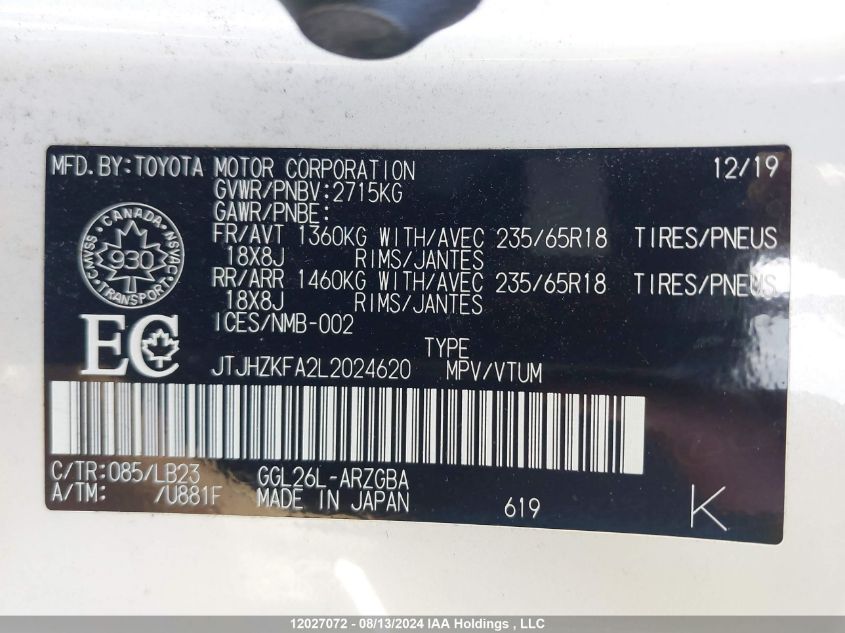 MFD.BY:TOYOTA MOTOR CORPORATION 12/19
GVWR/PNBV:2715KG
GAWR/PNBE:
FR/AVT 1360KG WITH/AVEC 235/65R18 TIRES/PNEUS
18X8J RIMS/JANTES
RR/ARR 1460KG WITH/AVEC 235/65R18 TIRES/PNEUS
18X8J RIMS/JANTES
ICES/NMB-002
CANADA
CMVSS 930 NSVAC
TRANSPORT
EC
TYPE
JTJHZKFA2L2024620 MPV/VTUM
C/TR:085/LB23 GGL26L-ARZGBA
A/TM: /U881F MADE IN JAPAN 619 K
12027072 - 08/13/2024 IAA Holdings , LLC